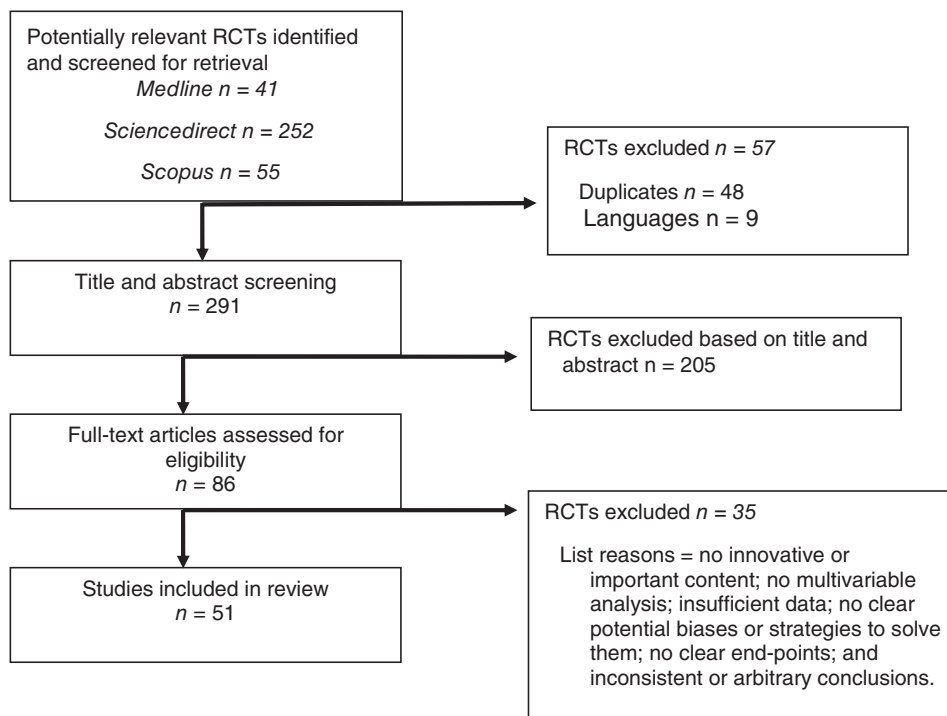 Potentially relevant RCTs identified
and screened for retrieval
Medline n = 41
Sciencedirect n = 252
Scopus n = 55
RCTs excluded n = 57
Duplicates n = 48
Languages n = 9
Title and abstract screening
n = 291
RCTs excluded based on title and
abstract n = 205
Full-text articles assessed for
eligibility
n = 86
RCTs excluded n = 35
List reasons = no innovative or
important content; no multivariable
analysis; insufficient data; no clear
potential biases or strategies to solve
them; no clear end-points; and
inconsistent or arbitrary conclusions.
Studies included in review
n = 51